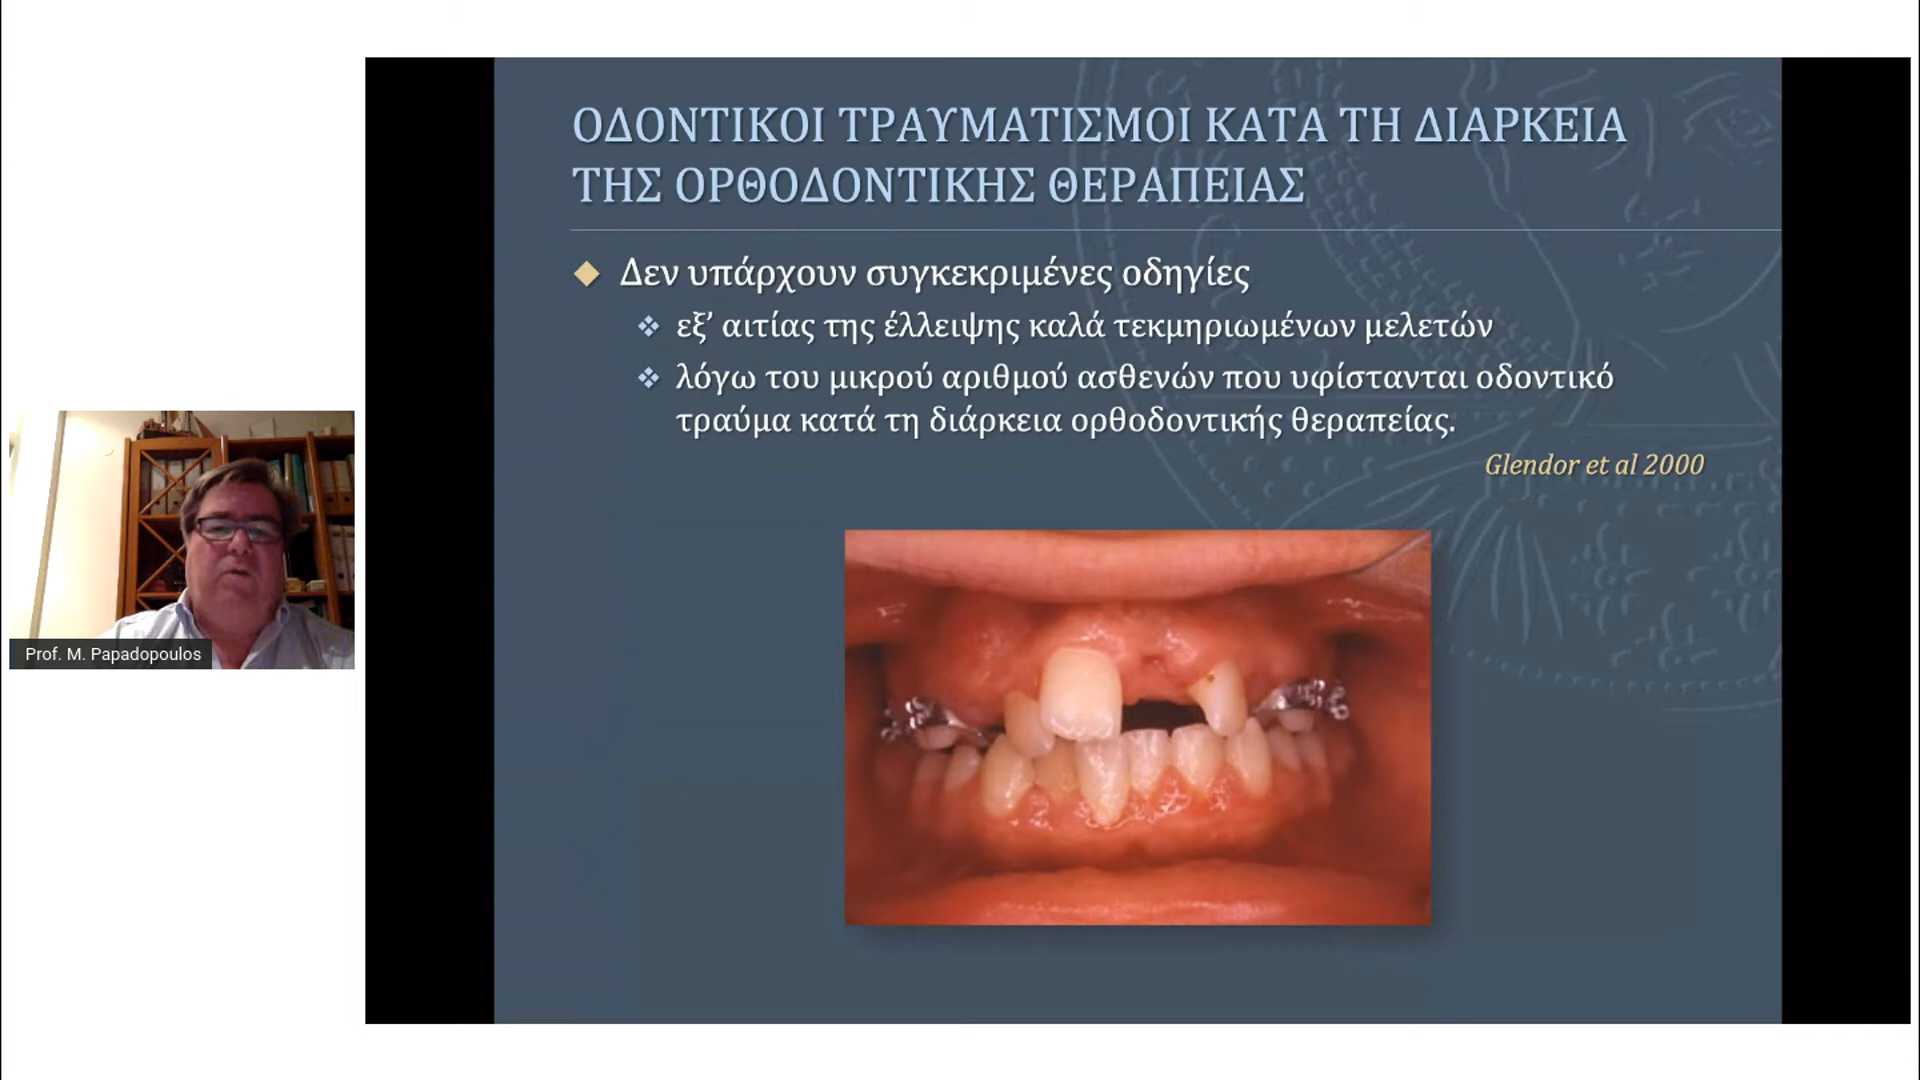 ΟΔΟΝΤΙΚΟΙ ΤΡΑΥΜΑΤΙΣΜΟΙ ΚΑΤΑ ΤΗ ΔΙΑΡΚΕΙΑ
ΤΗΣ ΟΡΘΟΔΟΝΤΙΚΗΣ ΘΕΡΑΠΕΙΑΣ
Δεν υπάρχουν συγκεκριμένες οδηγίες
εξ’ αιτίας της έλλειψης καλά τεκμηριωμένων μελετών
λόγω του μικρού αριθμού ασθενών που υφίστανται οδοντικό
τραύμα κατά τη διάρκεια ορθοδοντικής θεραπείας.
Glendor et al 2000
Prof. M. Papadopoulos